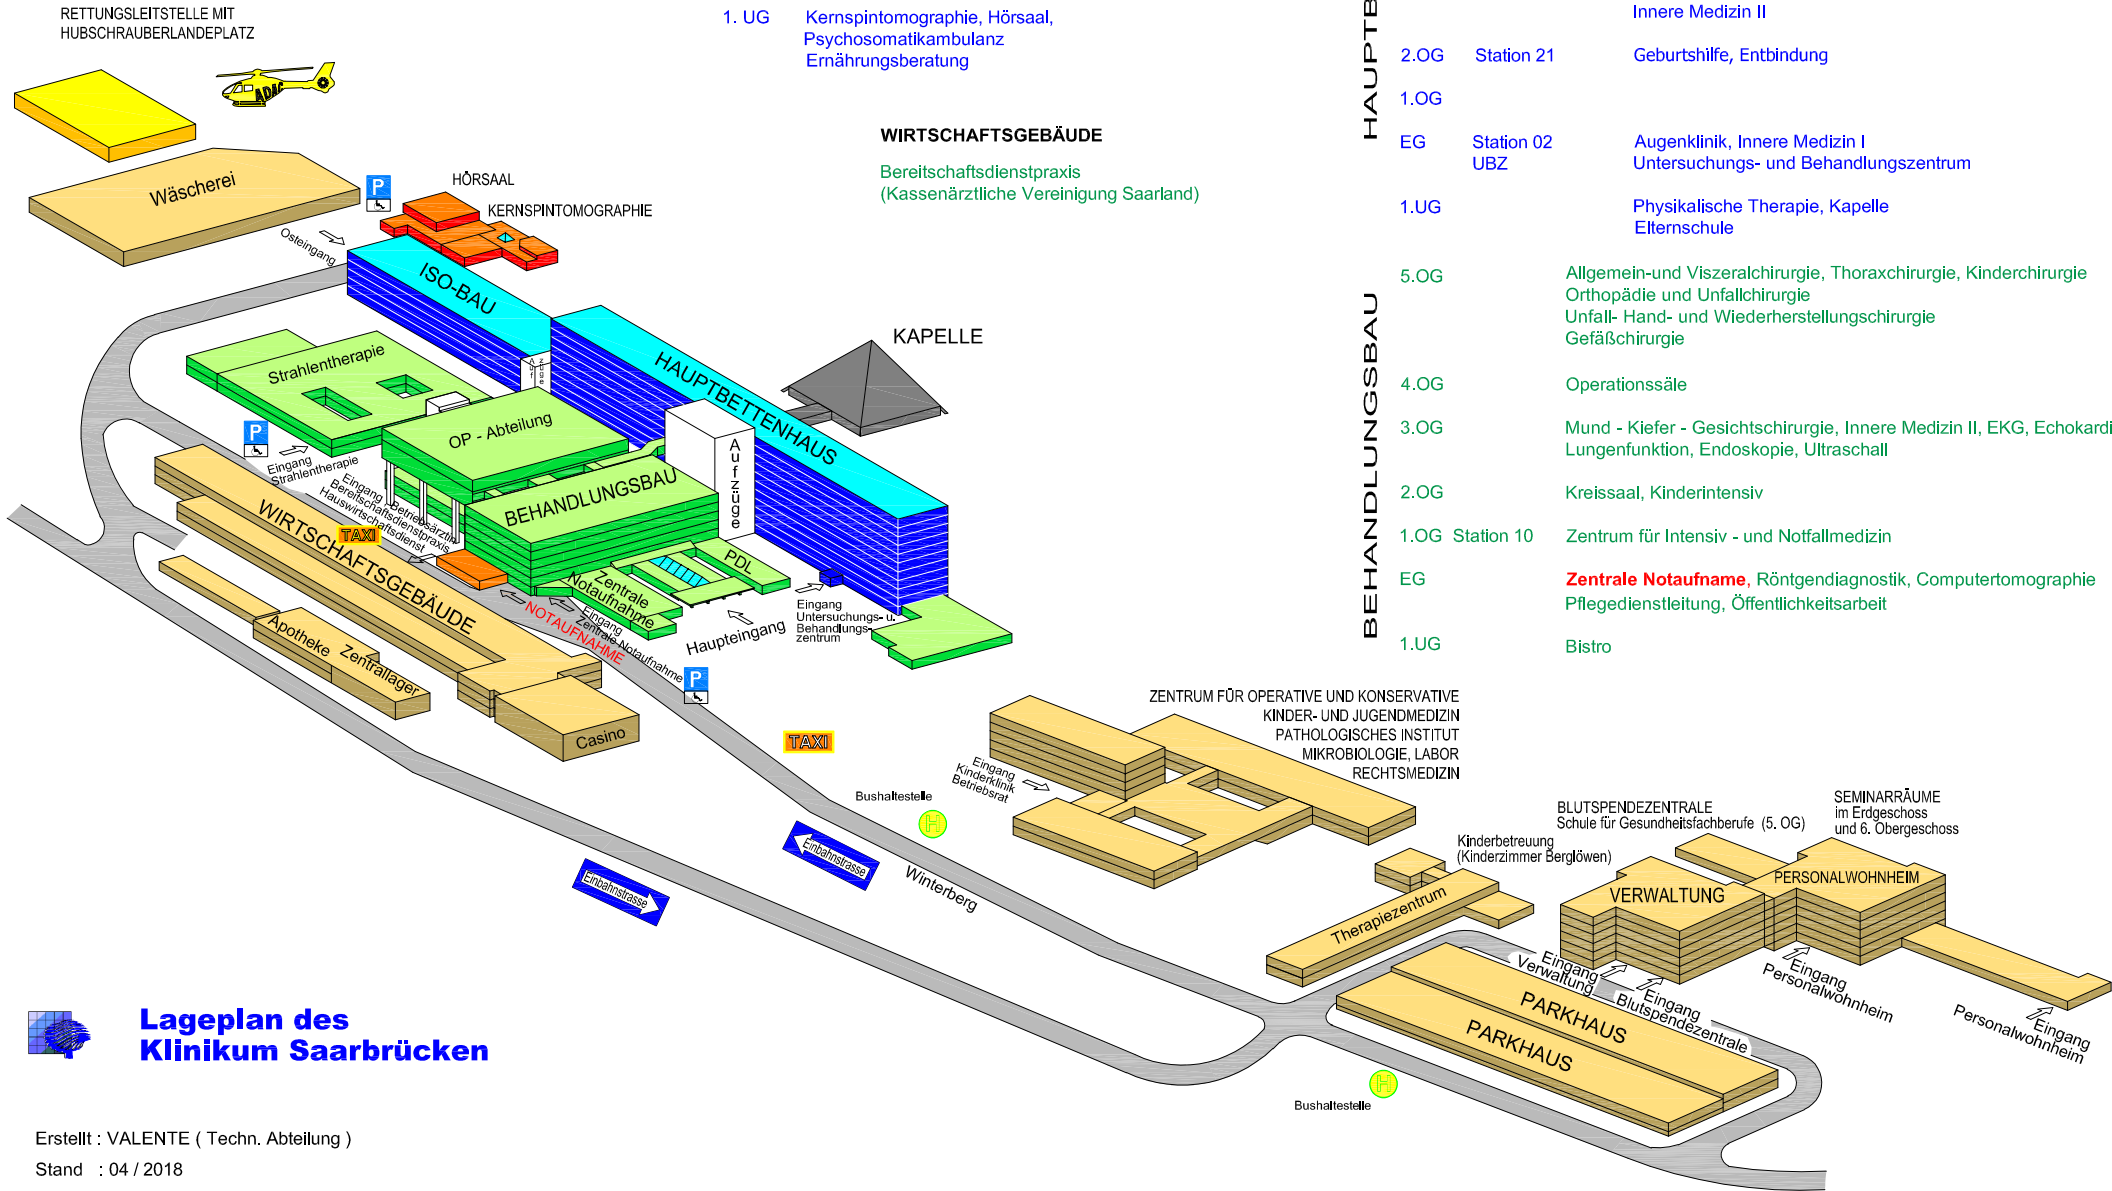 RETTUNGSLEITSTELLE MIT
HUBSCHRAUBERLANDEPLATZ
ADAC
1. UG Kernspintomographie, Hörsaal,
Psychosomatikambulanz
Ernährungsberatung
WIRTSCHAFTSGEBÄUDE
Bereitschaftsdienstpraxis
(Kassenärztliche Vereinigung Saarland)
HAUPTB
Innere Medizin II
2.OG Station 21 Geburtshilfe, Entbindung
1.OG
EG Station 02 Augenklinik, Innere Medizin I
UBZ Untersuchungs- und Behandlungszentrum
1.UG Physikalische Therapie, Kapelle
Elternschule
BEHANDLUNGSBAU
5.OG Allgemein-und Viszeralchirurgie, Thoraxchirurgie, Kinderchirurgie
Orthopädie und Unfallchirurgie
Unfall- Hand- und Wiederherstellungschirurgie
Gefäßchirurgie
4.OG Operationssäle
3.OG Mund - Kiefer - Gesichtschirurgie, Innere Medizin II, EKG, Echokardi
Lungenfunktion, Endoskopie, Ultraschall
2.OG Kreissaal, Kinderintensiv
1.OG Station 10 Zentrum für Intensiv - und Notfallmedizin
EG Zentrale Notaufname, Röntgendiagnostik, Computertomographie
Pflegedienstleitung, Öffentlichkeitsarbeit
1.UG Bistro
Wäscherei
P
HÖRSAAL
KERNSPINTOMOGRAPHIE
Osteingang
ISO-BAU
Aufzüge
HAUPTBETTENHAUS
KAPELLE
Strahlentherapie
OP - Abteilung
BEHANDLUNGSBAU
Aufzüge
P
Eingang
Strahlentherapie
Eingang Betriebsärztin
Bereitschaftsdienstpraxis
Hauswirtschaftsdienst
TAXI
WIRTSCHAFTSGEBÄUDE
PDL
Zentrale
Notaufnahme
Eingang
Zentrale Notaufnahme
NOTAUFNAHME
Haupteingang
Eingang
Untersuchungs- u.
Behandlungs-
zentrum
P
Apotheke
Zentrallager
Casino
TAXI
Bushaltestelle
H
Einbahnstrasse
Einbahnstrasse
Winterberg
ZENTRUM FÜR OPERATIVE UND KONSERVATIVE
KINDER- UND JUGENDMEDIZIN
PATHOLOGISCHES INSTITUT
MIKROBIOLOGIE, LABOR
RECHTSMEDIZIN
Eingang
Kinderklinik
Betriebsrat
Kinderbetreuung
(Kinderzimmer Berglöwen)
Therapiezentrum
BLUTSPENDEZENTRALE
Schule für Gesundheitsfachberufe (5. OG)
SEMINARRÄUME
im Erdgeschoss
und 6. Obergeschoss
VERWALTUNG
PERSONALWOHNHEIM
Eingang
Verwaltung
Eingang
Blutspendezentrale
Eingang
Personalwohnheim
Eingang
Personalwohnheim
PARKHAUS
PARKHAUS
H
Bushaltestelle
Lageplan des
Klinikum Saarbrücken
Erstellt : VALENTE ( Techn. Abteilung )
Stand : 04 / 2018